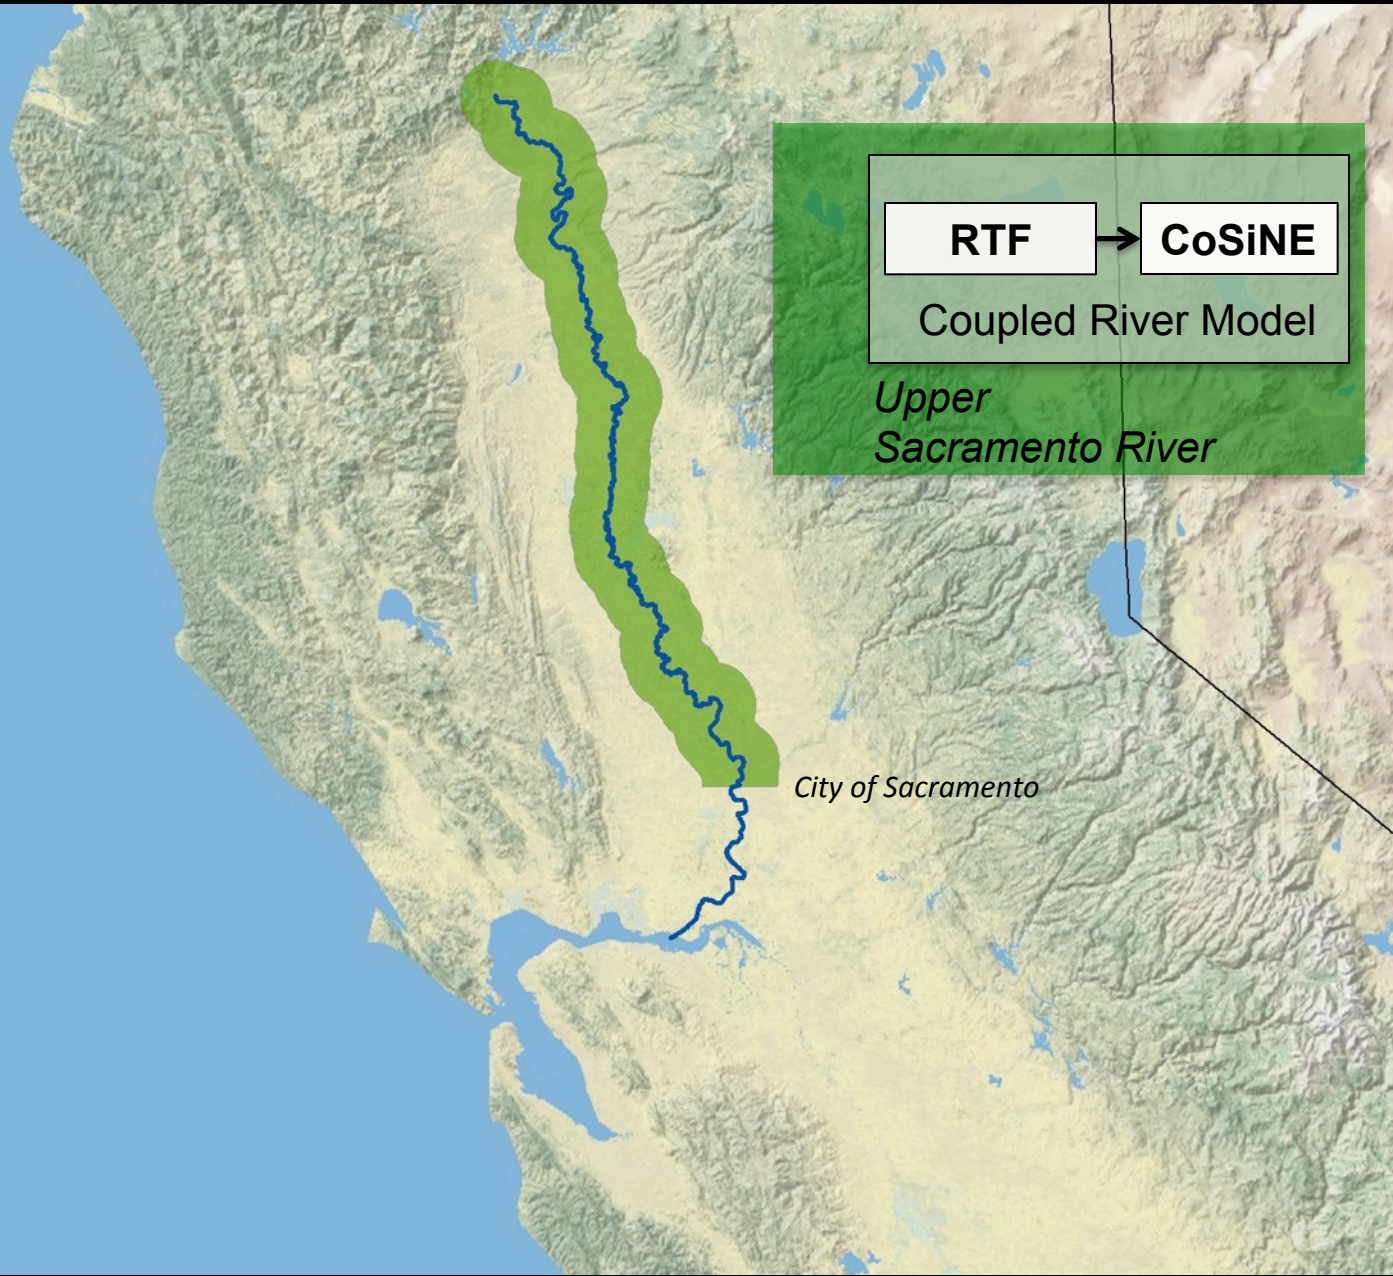 RTF
CoSiNE
Coupled River Model
Upper
Sacramento River
City of Sacramento